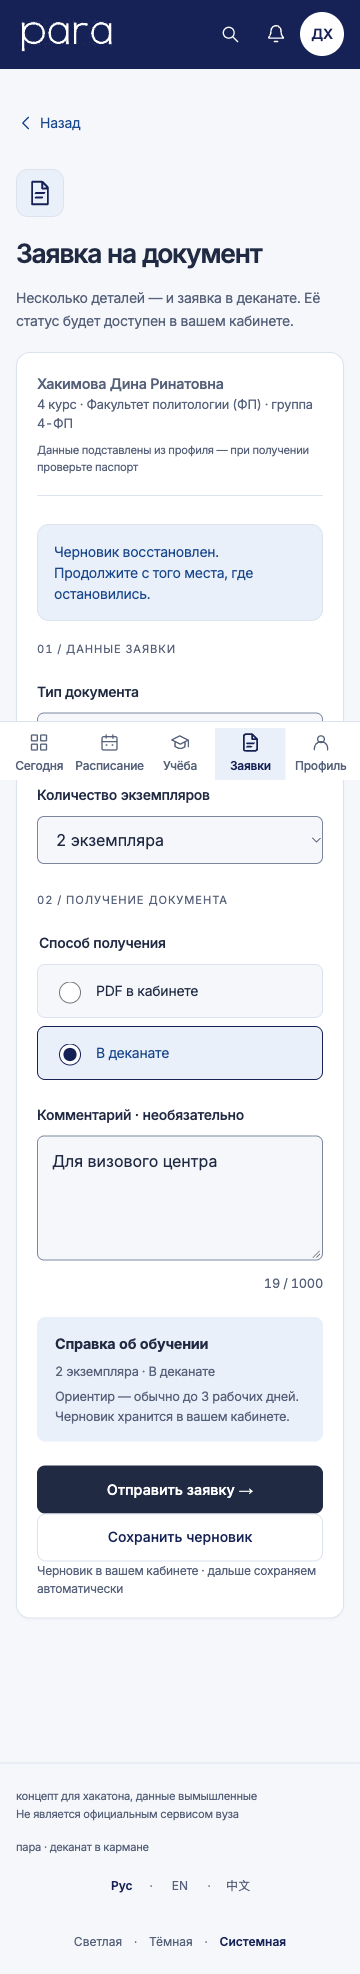 para
ДХ
Назад
Заявка на документ
Несколько деталей — и заявка в деканате. Её
статус будет доступен в вашем кабинете.
Хакимова Дина Ринатовна
4 курс · Факультет политологии (ФП) · группа
4-ФП
Данные подставлены из профиля — при получении
проверьте паспорт
Черновик восстановлен.
Продолжите с того места, где
остановились.
01 / ДАННЫЕ ЗАЯВКИ
Тип документа
Сегодня
Расписание
Учёба
Заявки
Профиль
Количество экземпляров
2 экземпляра
02 / ПОЛУЧЕНИЕ ДОКУМЕНТА
Способ получения
PDF в кабинете
В деканате
Комментарий · необязательно
Для визового центра
19 / 1000
Справка об обучении
2 экземпляра · В деканате
Ориентир — обычно до 3 рабочих дней.
Черновик хранится в вашем кабинете.
Отправить заявку →
Сохранить черновик
Черновик в вашем кабинете · дальше сохраняем
автоматически
концепт для хакатона, данные вымышленные
Не является официальным сервисом вуза
пара · деканат в кармане
Рус · EN · 中文
Светлая · Тёмная · Системная